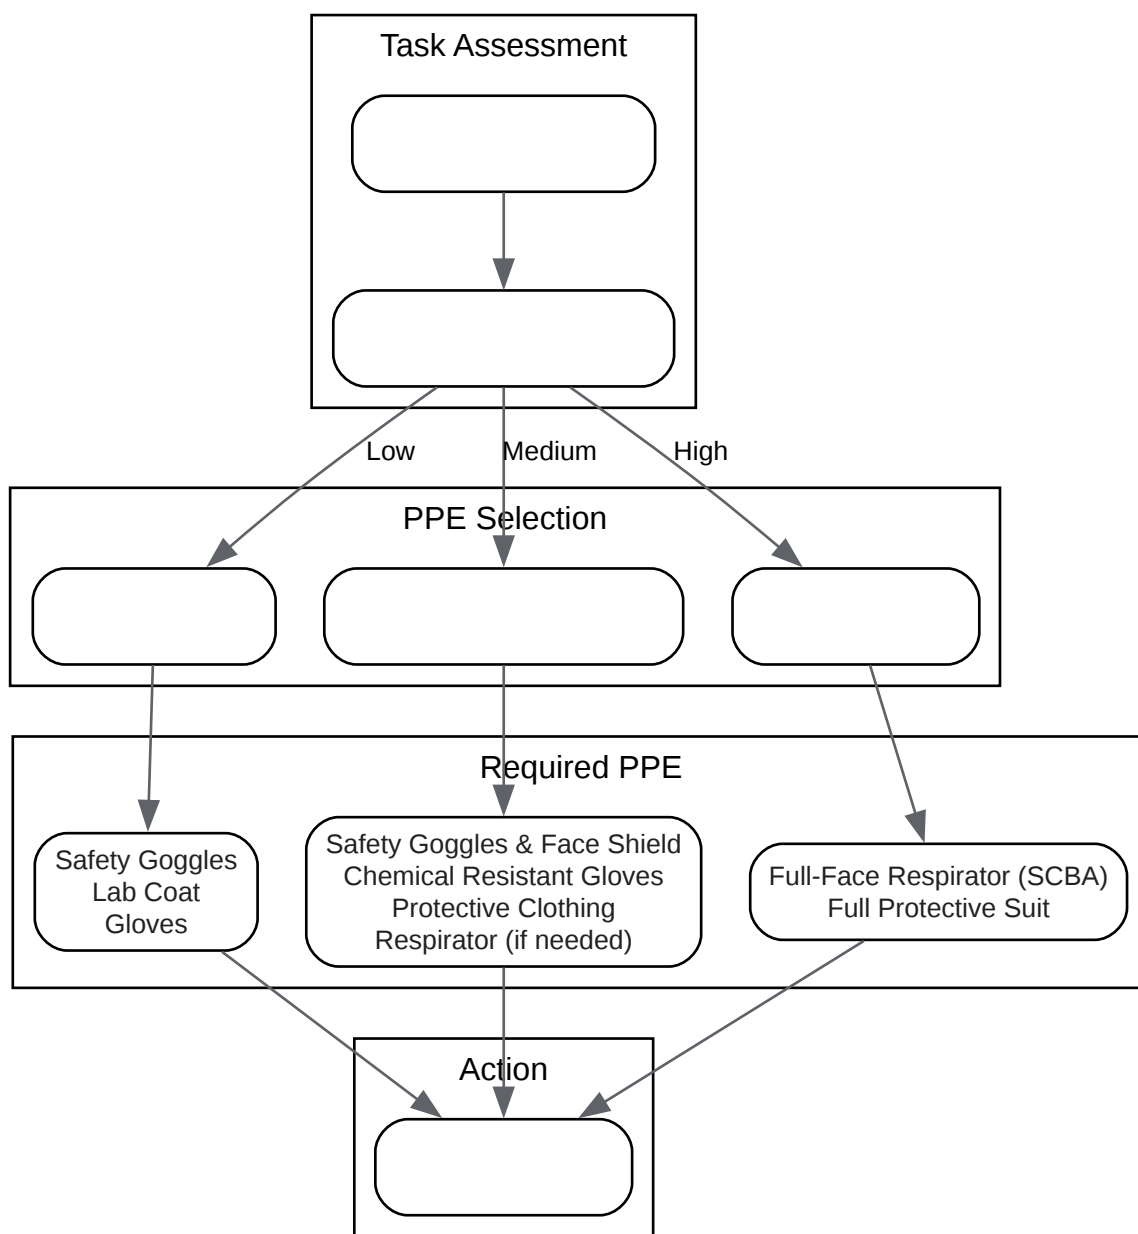 Task Assessment
Low
Medium
High
PPE Selection
Required PPE
Safety Goggles
Lab Coat
Gloves
Safety Goggles & Face Shield
Chemical Resistant Gloves
Protective Clothing
Respirator (if needed)
Full-Face Respirator (SCBA)
Full Protective Suit
Action